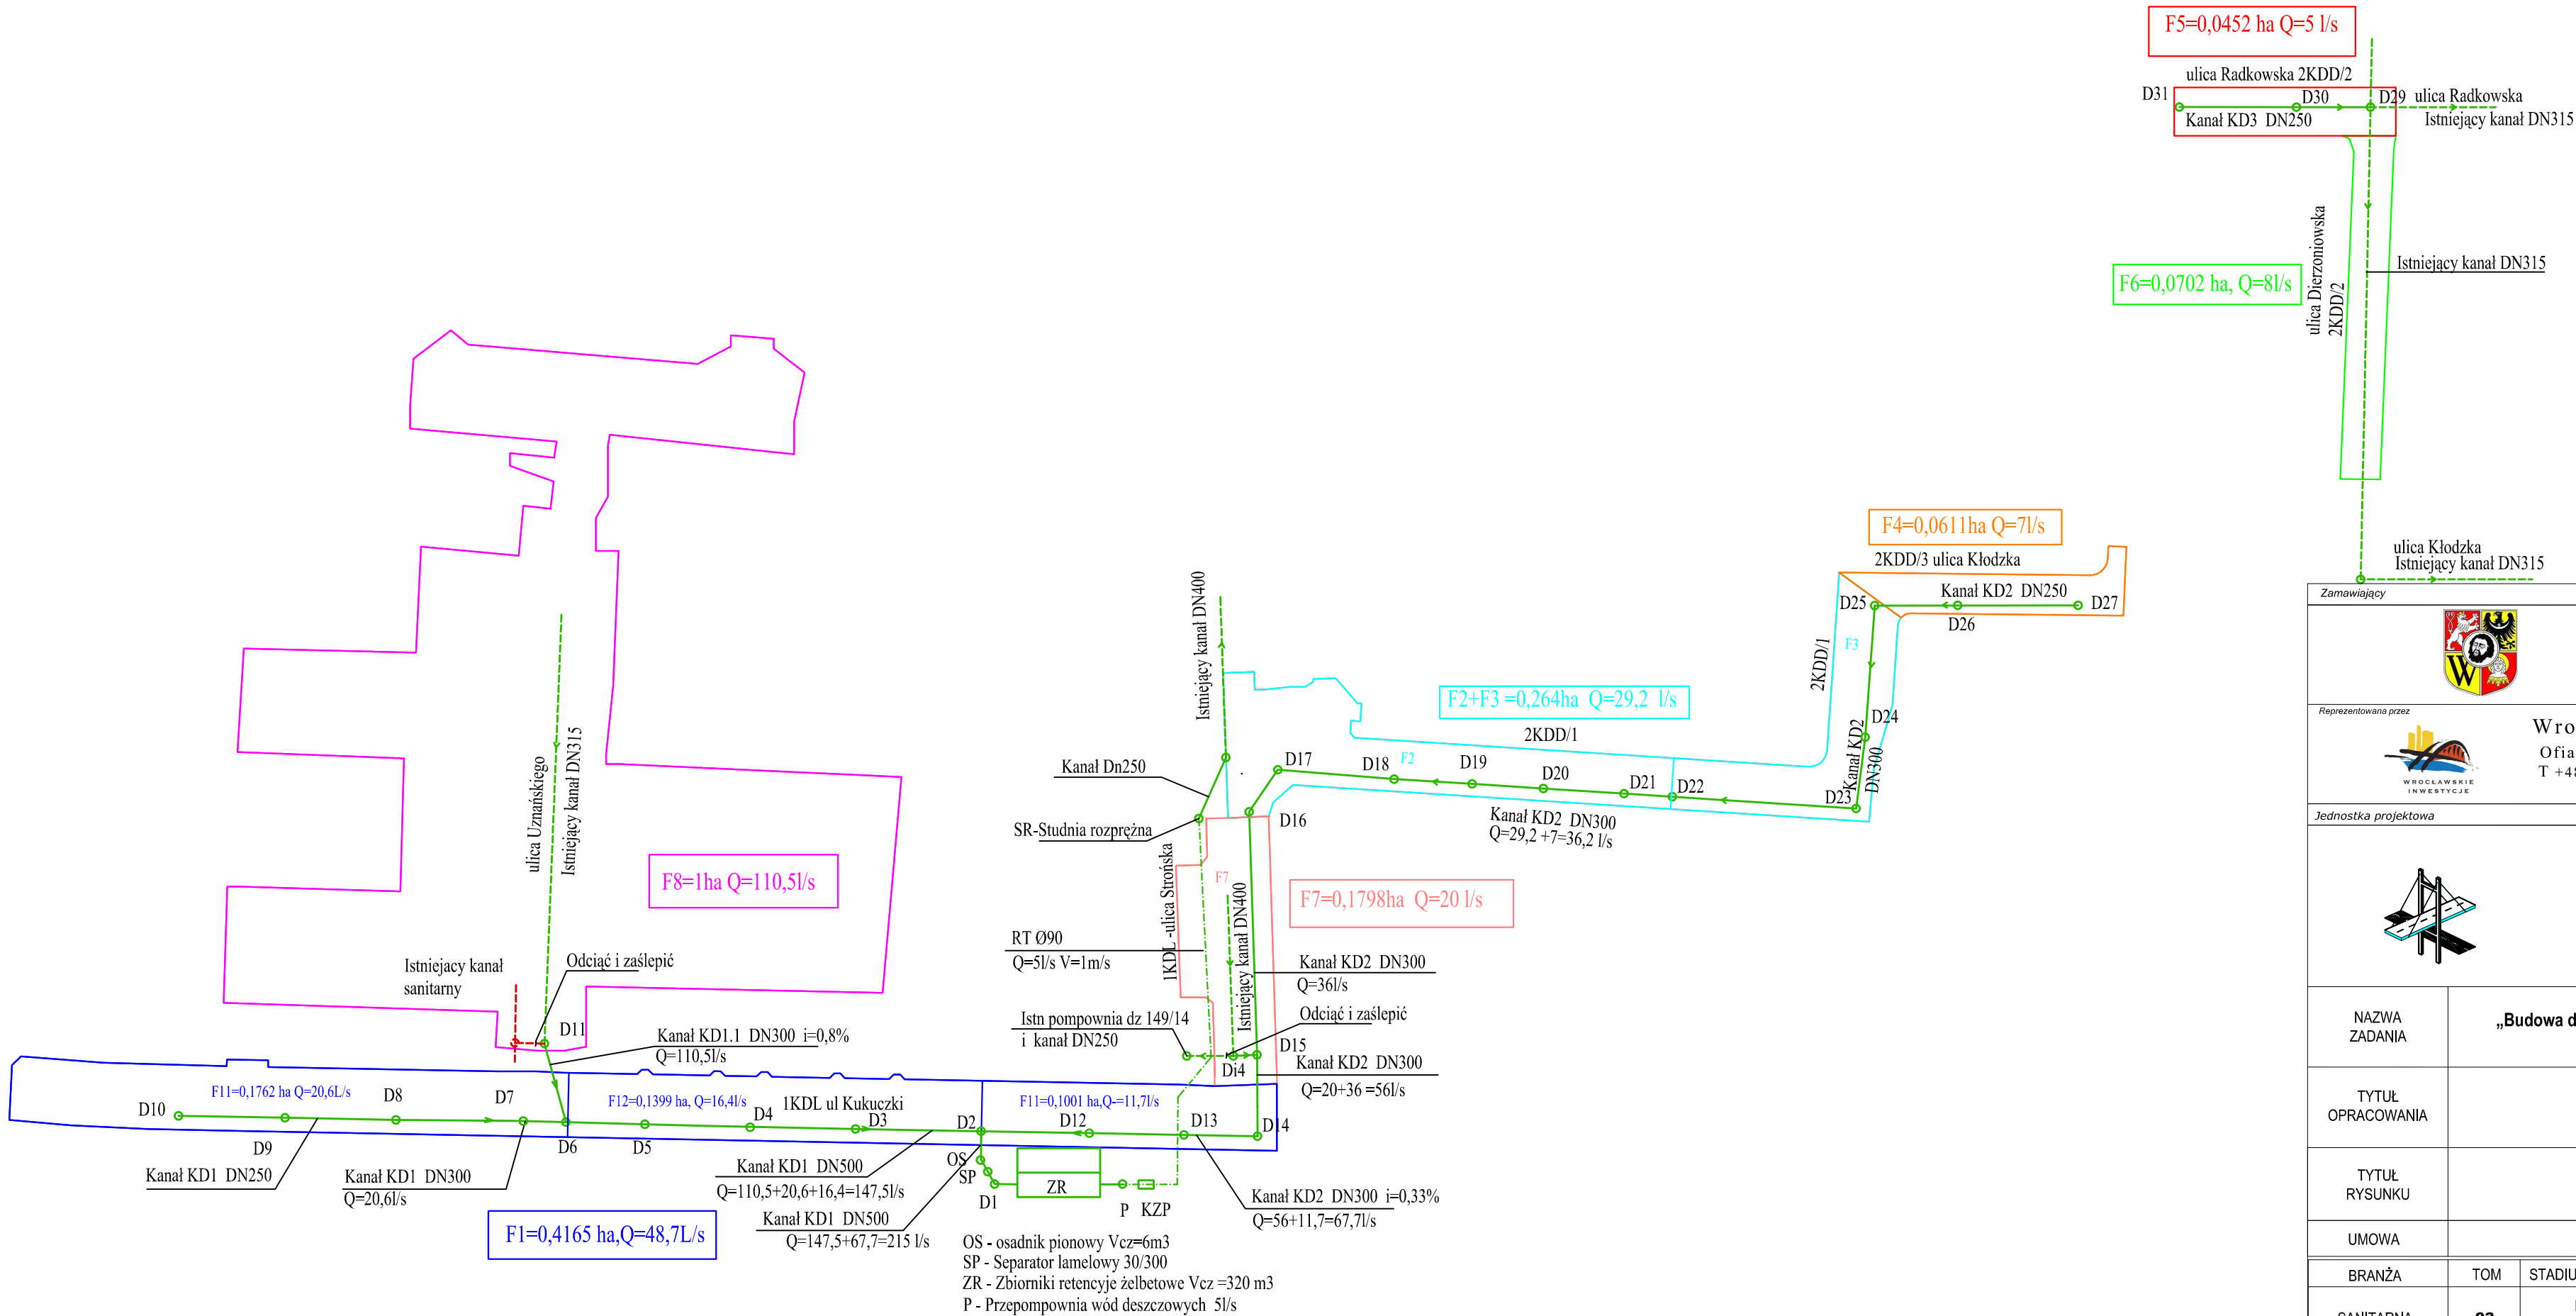 F5=0,0452 ha Q=5 l/s
ulica Radkowska 2KDD/2
D31
D30
D29
ulica Radkowska
Kanał KD3 DN250
Istniejący kanał DN315
ulica Dierzoniowska
2KDD/2
Istniejący kanał DN315
F6=0,0702 ha, Q=8l/s
ulica Kłodzka
Istniejący kanał DN315
F4=0,0611ha Q=7l/s
2KDD/3 ulica Kłodzka
Kanał KD2 DN250
D25
D27
D26
F3
2KDD/1
D24
Kanał KD2
DN300
D23
F2+F3 =0,264ha Q=29,2 l/s
2KDD/1
Istniejący kanał DN400
Kanał Dn250
D17
D18
F2
D19
D20
D21
D22
Kanał KD2 DN300
Q=29,2 +7=36,2 l/s
SR-Studnia rozprężna
D16
1KDL -ulica Strońska
F7
F7=0,1798ha Q=20 l/s
Istniejący kanał DN400
RT Ø90
Q=5l/s V=1m/s
Kanał KD2 DN300
Q=36l/s
Istn pompownia dz 149/14
i kanał DN250
Odciąć i zaślepić
D15
Di4
Kanał KD2 DN300
Q=20+36 =56l/s
ulica Uznańskiego
Istniejący kanał DN315
F8=1ha Q=110,5l/s
Istniejacy kanał
sanitarny
Odciąć i zaślepić
D11
Kanał KD1.1 DN300 i=0,8%
Q=110,5l/s
F11=0,1762 ha Q=20,6L/s
F12=0,1399 ha, Q=16,4l/s
1KDL ul Kukuczki
F11=0,1001 ha,Q-=11,7l/s
D10
D9
D8
D7
D6
D5
D4
D3
D2
D12
D13
D14
Kanał KD1 DN250
Kanał KD1 DN300
Q=20,6l/s
Kanał KD1 DN500
Q=110,5+20,6+16,4=147,5l/s
Kanał KD1 DN500
Q=147,5+67,7=215 l/s
OS
SP
D1
ZR
P
KZP
Kanał KD2 DN300 i=0,33%
Q=56+11,7=67,7l/s
F1=0,4165 ha,Q=48,7L/s
OS - osadnik pionowy Vcz=6m3
SP - Separator lamelowy 30/300
ZR - Zbiorniki retencyje żelbetowe Vcz =320 m3
P - Przepompownia wód deszczowych 5l/s
Zamawiający
W
Reprezentowana przez
WROCŁAWSKIE
INWESTYCJE
Wro
Ofia
T +48
Jednostka projektowa
NAZWA
ZADANIA
„Budowa d
TYTUŁ
OPRACOWANIA
TYTUŁ
RYSUNKU
UMOWA
BRANŻA
TOM
STADIU
SANITARNA